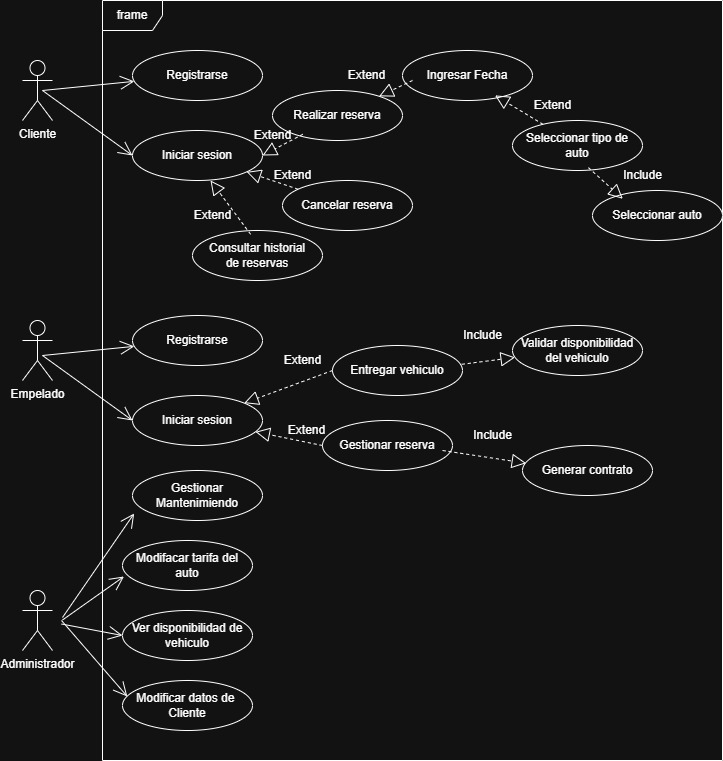 frame
Registrarse
Extend
Ingresar Fecha
Cliente
Realizar reserva
Extend
Extend
Seleccionar tipo de
auto
Iniciar sesion
Extend
Include
Cancelar reserva
Extend
Seleccionar auto
Consultar historial
de reservas
Registrarse
Include
Validar disponibilidad
del vehiculo
Extend
Entregar vehiculo
Empelado
Iniciar sesion
Extend
Gestionar reserva
Include
Generar contrato
Gestionar
Mantenimiendo
Modifacar tarifa del
auto
Ver disponibilidad de
vehiculo
Administrador
Modificar datos de
Cliente